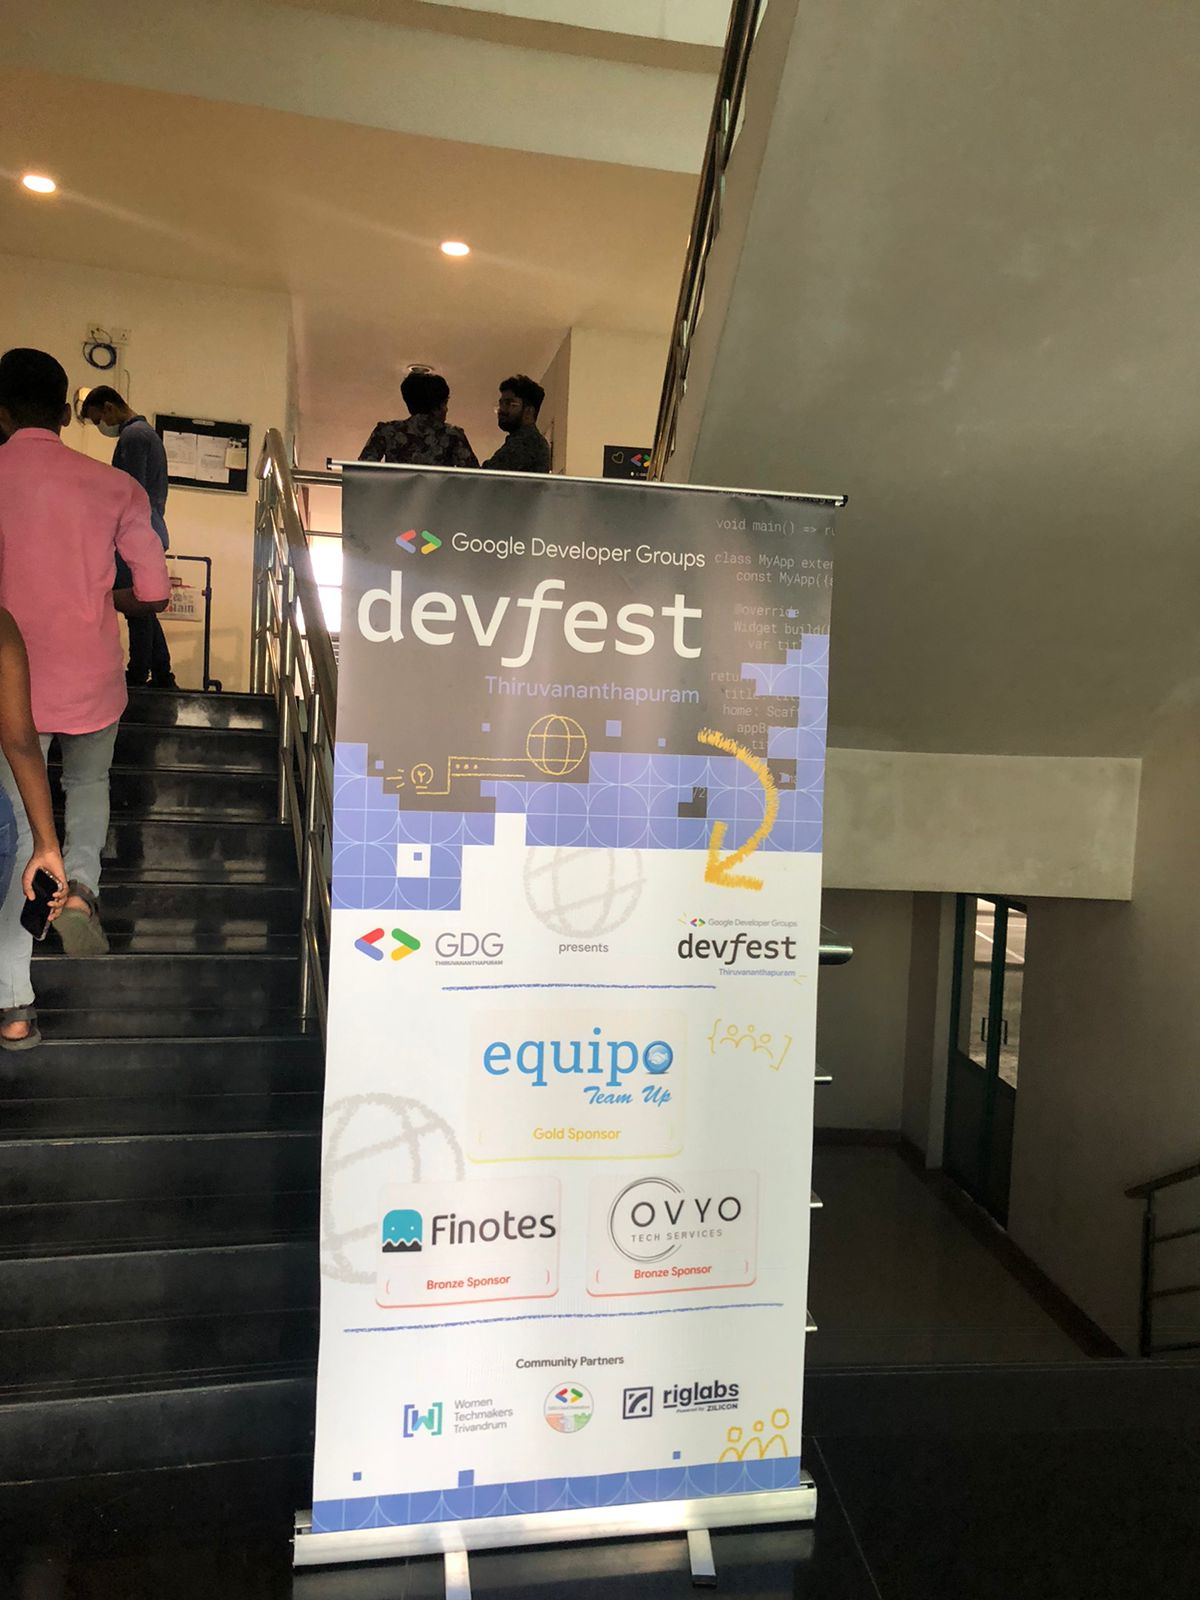 Google Developer Groups
devfest
Thiruvananthapuram
void main() =>
class MyApp
const MyApp({
@override
Widget build(
var
home:
GDG
THIRUVANANTHAPURAM
presents
Google Developer Groups
devfest
Thiruvananthapuram
equipo
Team Up
Gold Sponsor
Finotes
Bronze Sponsor
OVYO
TECH SERVICES
Bronze Sponsor
Community Partners
Women
Techmakers
Trivandrum
riglabs
Powered by ZILICON